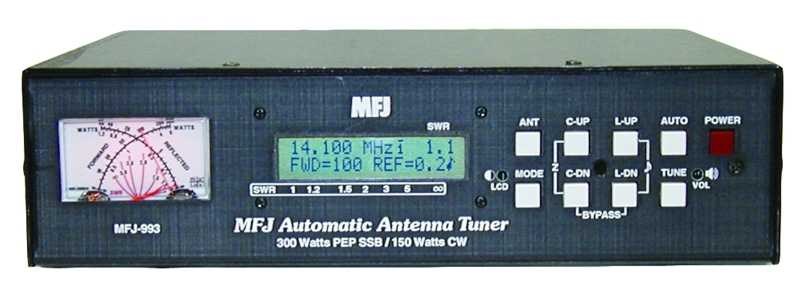 MFJ
WATTS WATTS
FORWARD REFLECTED
SWR
MFJ-993
SWR
14.100 MHz 1.1
FWD=100 REF=0.2
SWR 1 1.2 1.5 2 3 5 ∞
MFJ Automatic Antenna Tuner
300 Watts PEP SSB / 150 Watts CW
ANT C-UP L-UP AUTO POWER
LCD
MODE C-DN L-DN TUNE
VOL
BYPASS